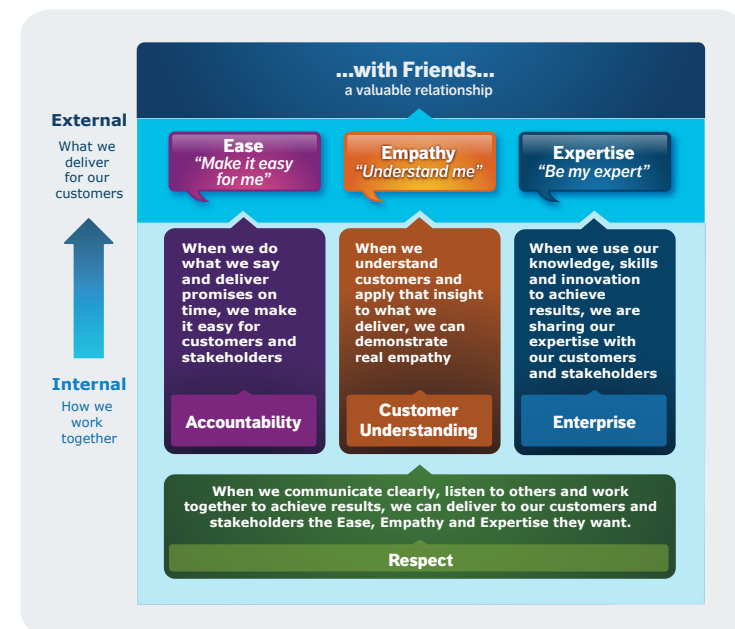 ...with Friends...
a valuable relationship
External
What we
deliver
for our
customers
Ease
“Make it easy
for me”
Empathy
“Understand me”
Expertise
“Be my expert”
When we do
what we say
and deliver
promises on
time, we make
it easy for
customers and
stakeholders
Accountability
When we
understand
customers and
apply that insight
to what we
deliver, we can
demonstrate
real empathy
Customer
Understanding
When we use our
knowledge, skills
and innovation
to achieve
results, we are
sharing our
expertise with
our customers
and stakeholders
Enterprise
Internal
How we
work
together
When we communicate clearly, listen to others and work
together to achieve results, we can deliver to our customers and
stakeholders the Ease, Empathy and Expertise they want.
Respect